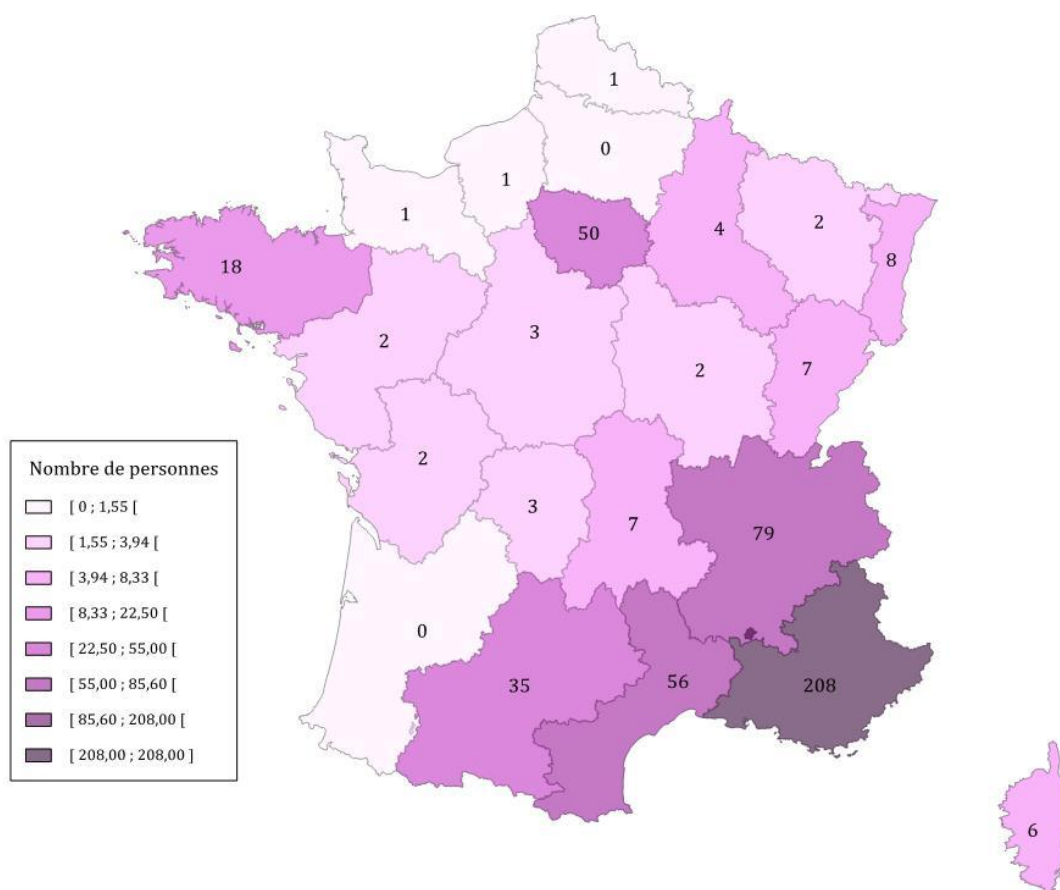 1
0
1
1
50
4
2
8
18
2
3
2
7
2
3
7
79
0
35
56
208
6
Nombre de personnes
[ 0 ; 1,55 [
[ 1,55 ; 3,94 [
[ 3,94 ; 8,33 [
[ 8,33 ; 22,50 [
[ 22,50 ; 55,00 [
[ 55,00 ; 85,60 [
[ 85,60 ; 208,00 [
[ 208,00 ; 208,00 ]